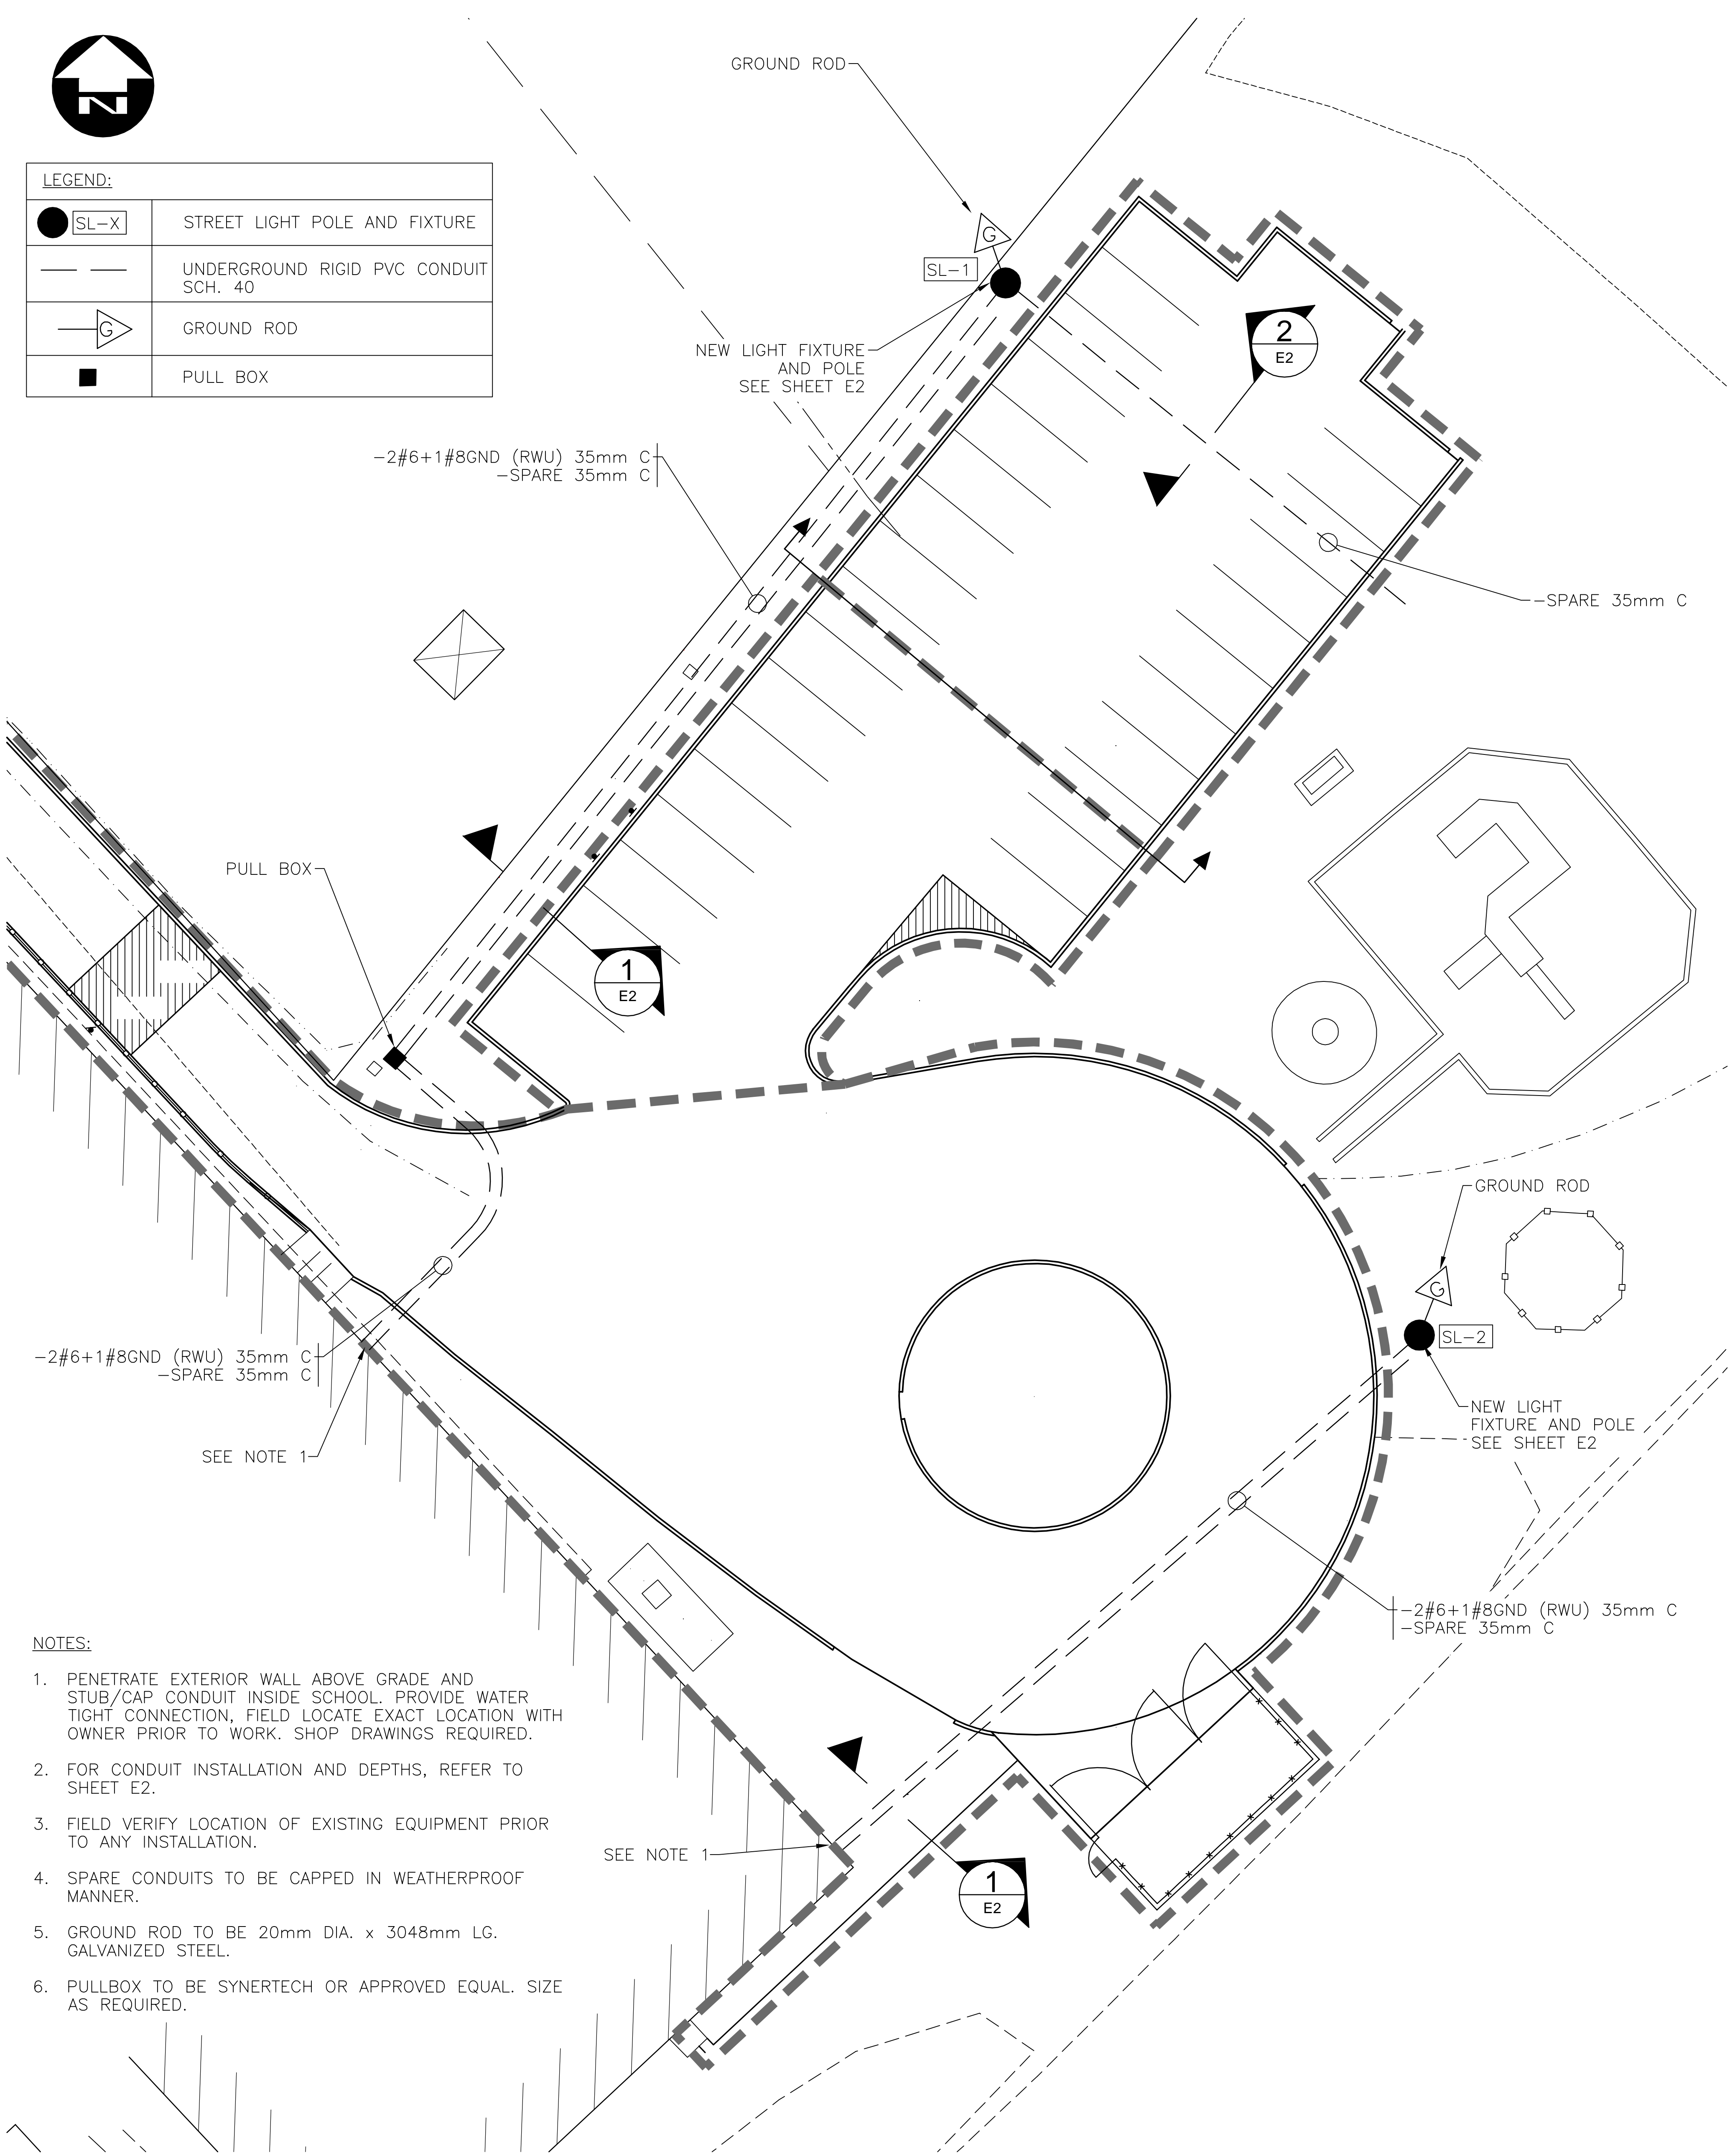 N
LEGEND:
SL-X
STREET LIGHT POLE AND FIXTURE
UNDERGROUND RIGID PVC CONDUIT
SCH. 40
G
GROUND ROD
PULL BOX
GROUND ROD
G
SL-1
NEW LIGHT FIXTURE
AND POLE
SEE SHEET E2
2
E2
-2#6+1#8GND (RWU) 35mm C
-SPARE 35mm C
-SPARE 35mm C
PULL BOX
1
E2
GROUND ROD
G
SL-2
-2#6+1#8GND (RWU) 35mm C
-SPARE 35mm C
SEE NOTE 1
NEW LIGHT
FIXTURE AND POLE
SEE SHEET E2
-2#6+1#8GND (RWU) 35mm C
-SPARE 35mm C
SEE NOTE 1
1
E2
NOTES:
1. PENETRATE EXTERIOR WALL ABOVE GRADE AND
STUB/CAP CONDUIT INSIDE SCHOOL. PROVIDE WATER
TIGHT CONNECTION, FIELD LOCATE EXACT LOCATION WITH
OWNER PRIOR TO WORK. SHOP DRAWINGS REQUIRED.
2. FOR CONDUIT INSTALLATION AND DEPTHS, REFER TO
SHEET E2.
3. FIELD VERIFY LOCATION OF EXISTING EQUIPMENT PRIOR
TO ANY INSTALLATION.
4. SPARE CONDUITS TO BE CAPPED IN WEATHERPROOF
MANNER.
5. GROUND ROD TO BE 20mm DIA. x 3048mm LG.
GALVANIZED STEEL.
6. PULLBOX TO BE SYNERTECH OR APPROVED EQUAL. SIZE
AS REQUIRED.